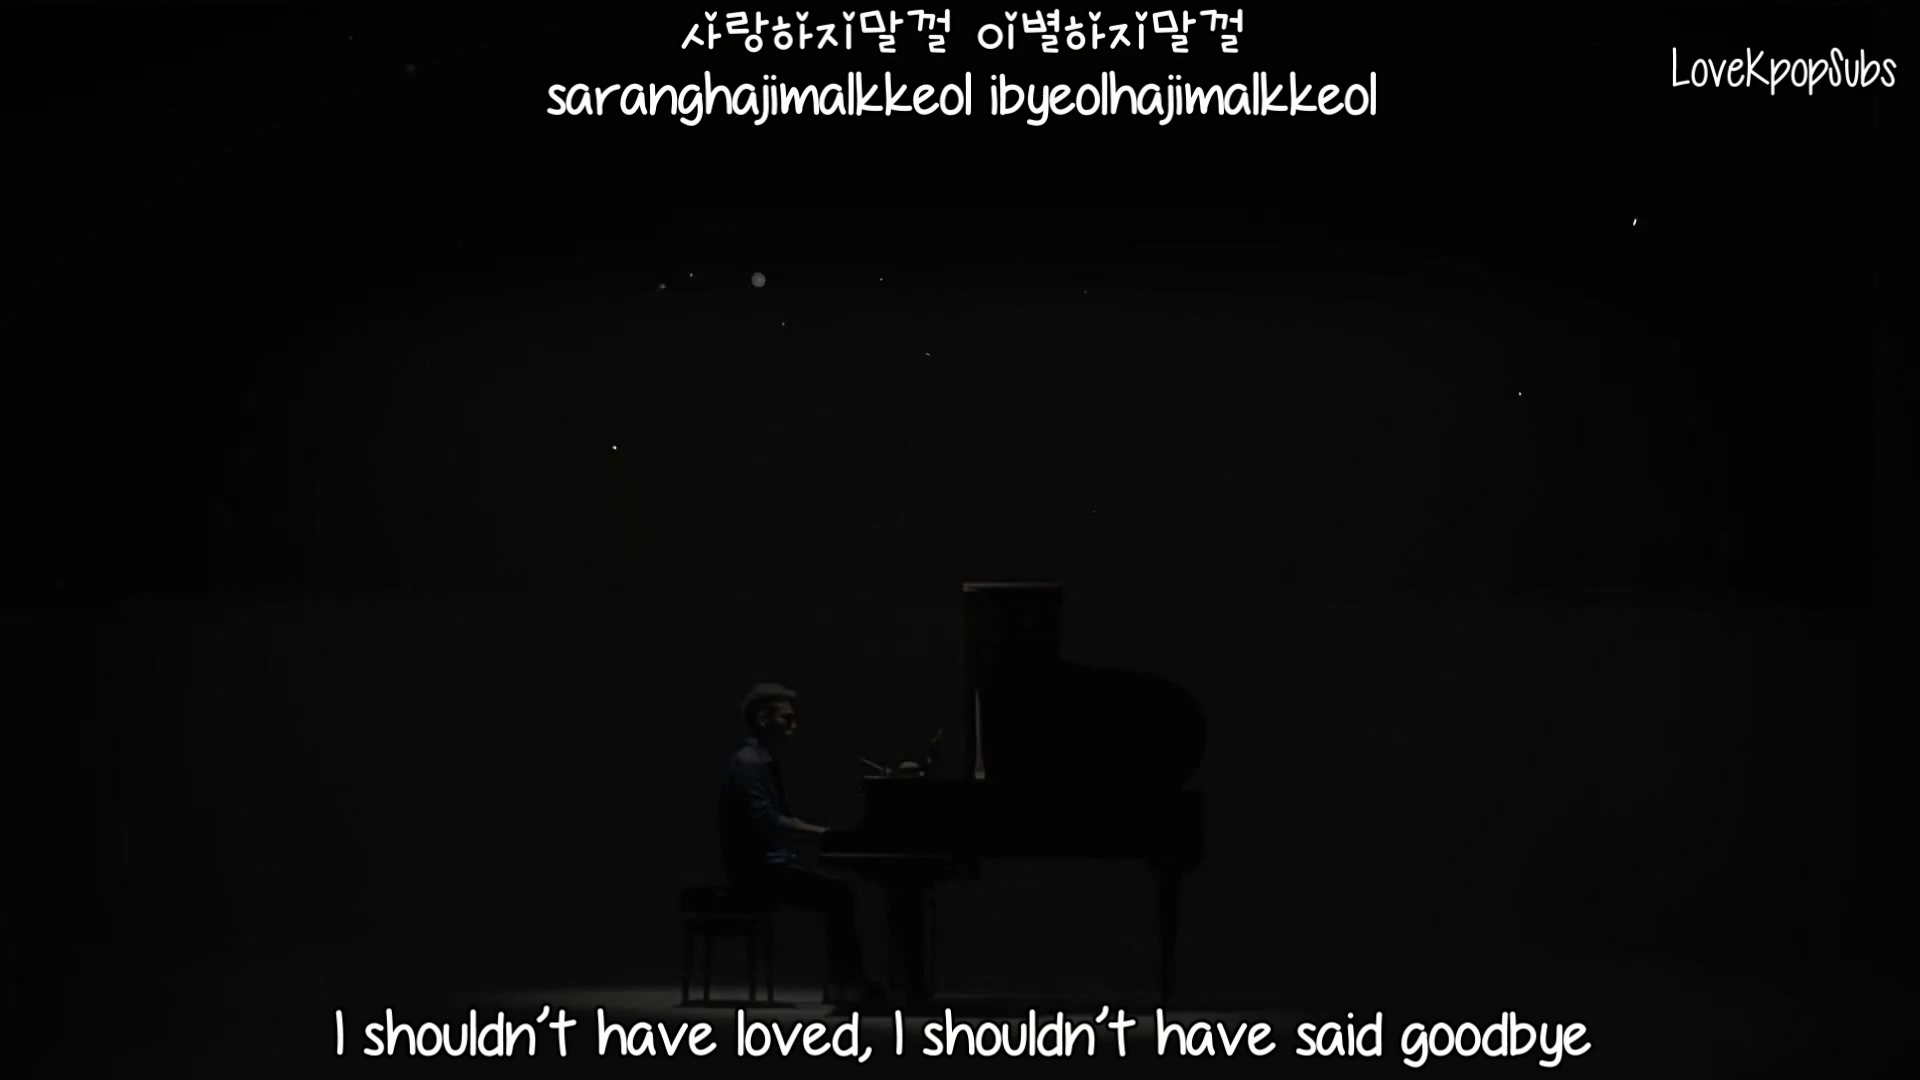 사랑하지말껄 이별하지말껄
saranghajimalkkeol ibyeolhajimalkkeol
LoveKpopSubs
I shouldn't have loved, I shouldn't have said goodbye